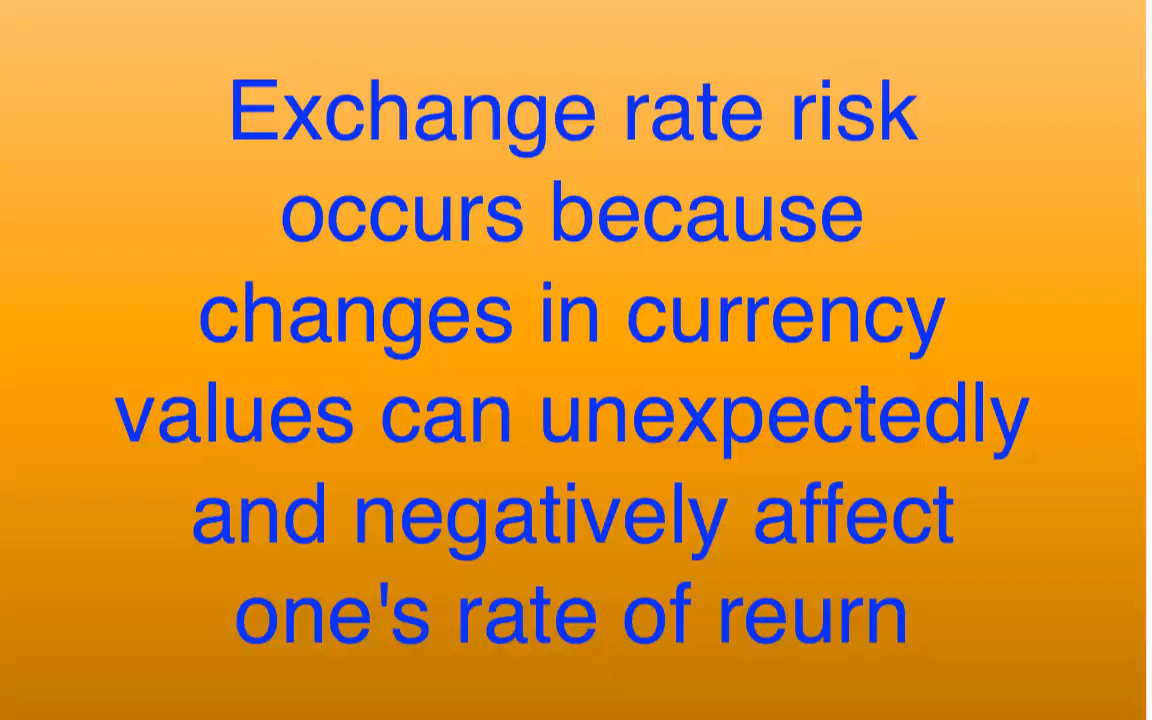 Exchange rate risk
occurs because
changes in currency
values can unexpectedly
and negatively affect
one's rate of reurn